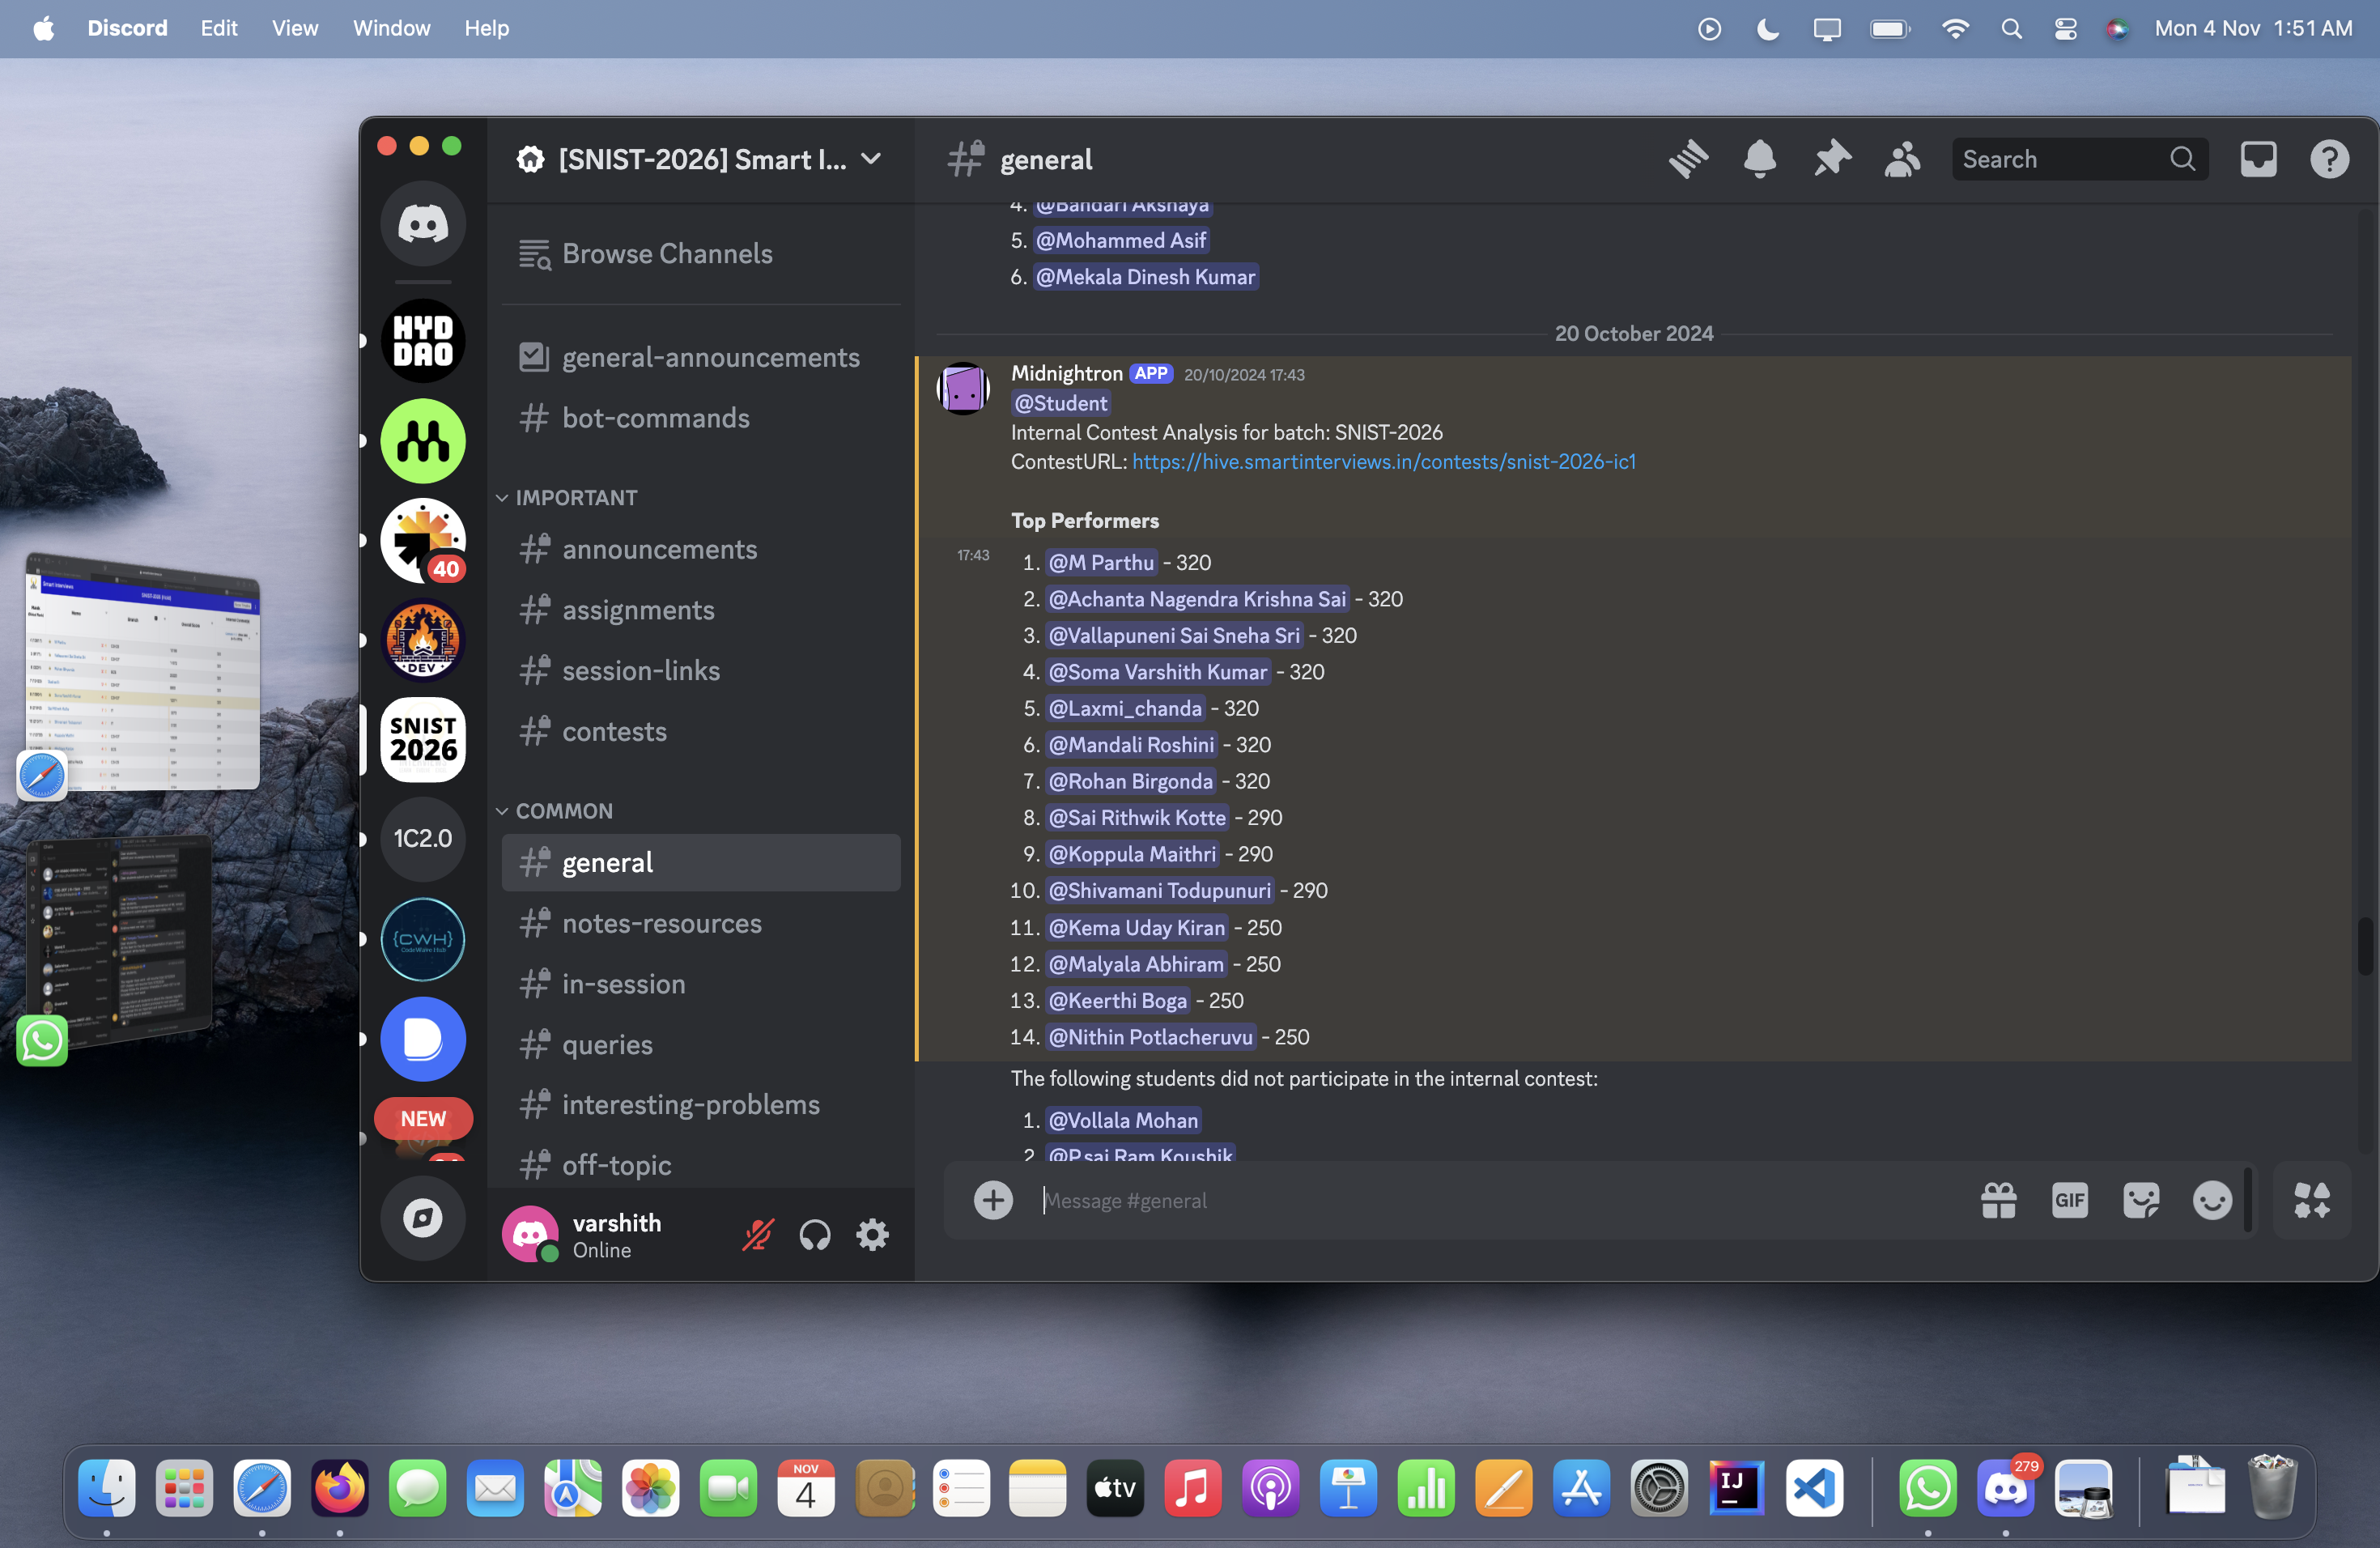 Discord Edit View Window Help Mon 4 Nov 1:51 AM
[SNIST-2026] Smart I...
Browse Channels
general-announcements
bot-commands
IMPORTANT
announcements
assignments
session-links
contests
COMMON
general
notes-resources
in-session
queries
interesting-problems
off-topic
HYD
DAO
40
DEV
SNIST
2026
1C2.0
{CWH}
CodeWave Hub
NEW
varshith
Online
general
Search
4. @Bandari Akshaya
5. @Mohammed Asif
6. @Mekala Dinesh Kumar
20 October 2024
Midnightron APP 20/10/2024 17:43
@Student
Internal Contest Analysis for batch: SNIST-2026
ContestURL: https://hive.smartinterviews.in/contests/snist-2026-ic1
Top Performers
17:43
1. @M Parthu - 320
2. @Achanta Nagendra Krishna Sai - 320
3. @Vallapuneni Sai Sneha Sri - 320
4. @Soma Varshith Kumar - 320
5. @Laxmi_chanda - 320
6. @Mandali Roshini - 320
7. @Rohan Birgonda - 320
8. @Sai Rithwik Kotte - 290
9. @Koppula Maithri - 290
10. @Shivamani Todupunuri - 290
11. @Kema Uday Kiran - 250
12. @Malyala Abhiram - 250
13. @Keerthi Boga - 250
14. @Nithin Potlacheruvu - 250
The following students did not participate in the internal contest:
1. @Vollala Mohan
2. @P.sai Ram Koushik
Message #general
GIF
NOV
4
tv
IJ
279